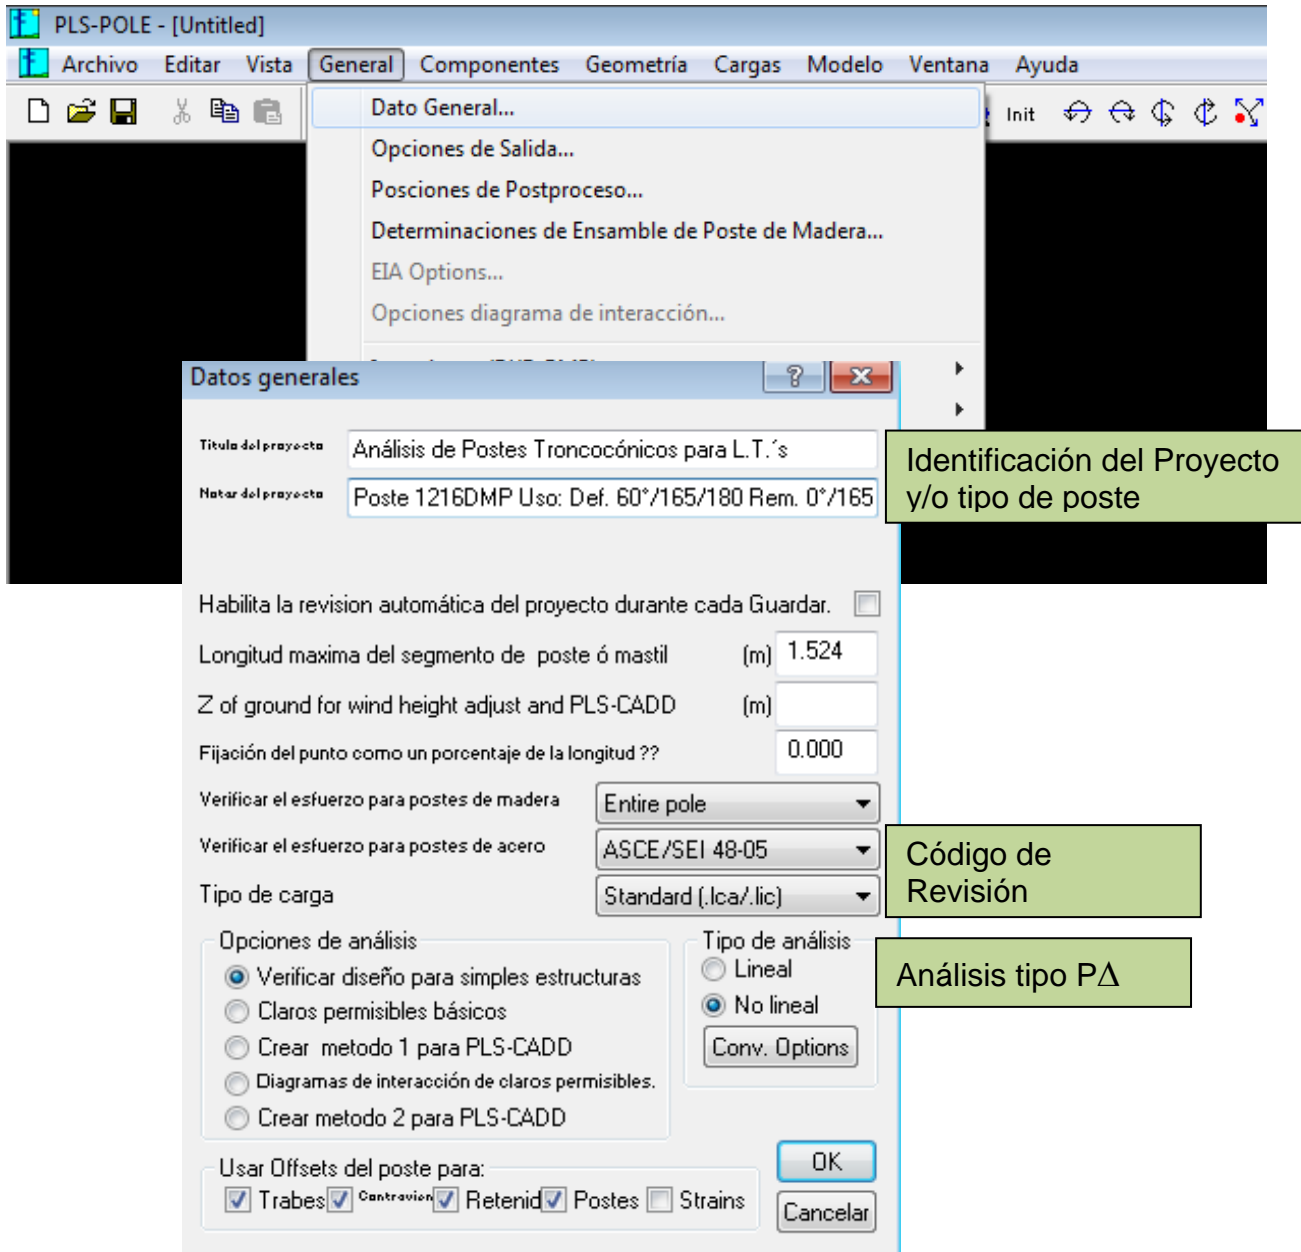 PLS-POLE - [Untitled]
Archivo Editar Vista General Componentes Geometría Cargas Modelo Ventana Ayuda
Init
Dato General...
Opciones de Salida...
Posciones de Postproceso...
Determinaciones de Ensamble de Poste de Madera...
EIA Options...
Opciones diagrama de interacción...
Datos generales
Titulo del proyecto Análisis de Postes Troncocónicos para L.T.´s
Notas del proyecto Poste 1216DMP Uso: Def. 60°/165/180 Rem. 0°/165
Identificación del Proyecto
y/o tipo de poste
Habilita la revision automática del proyecto durante cada Guardar.
Longitud maxima del segmento de poste ó mastil (m) 1.524
Z of ground for wind height adjust and PLS-CADD (m)
Fijación del punto como un porcentaje de la longitud ?? 0.000
Verificar el esfuerzo para postes de madera Entire pole
Verificar el esfuerzo para postes de acero ASCE/SEI 48-05
Código de
Revisión
Tipo de carga Standard (.lca/.lic)
Opciones de análisis
Verificar diseño para simples estructuras
Claros permisibles básicos
Crear metodo 1 para PLS-CADD
Diagramas de interacción de claros permisibles.
Crear metodo 2 para PLS-CADD
Tipo de análisis
Lineal
No lineal
Conv. Options
Análisis tipo PΔ
Usar Offsets del poste para:
Trabes Contravien Retenid Postes Strains
OK
Cancelar